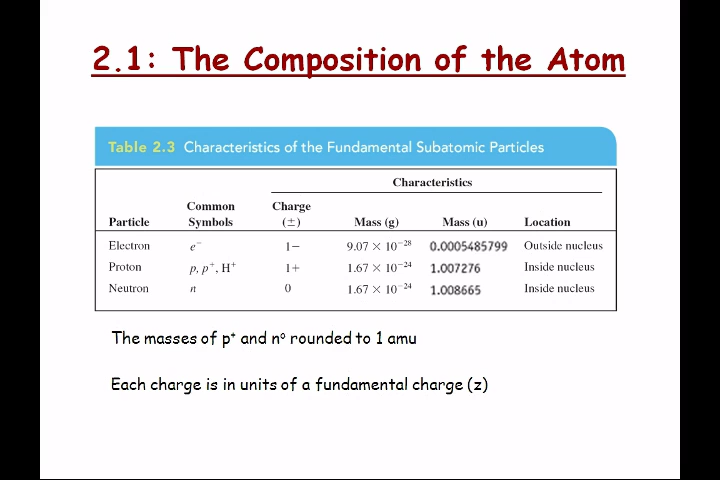 2.1: The Composition of the Atom
Table 2.3 Characteristics of the Fundamental Subatomic Particles
Characteristics
Particle Common Symbols Charge (±) Mass (g) Mass (u) Location
Electron e⁻ 1− 9.07 × 10⁻²⁸ 0.0005485799 Outside nucleus
Proton p, p⁺, H⁺ 1+ 1.67 × 10⁻²⁴ 1.007276 Inside nucleus
Neutron n 0 1.67 × 10⁻²⁴ 1.008665 Inside nucleus
The masses of p⁺ and n⁰ rounded to 1 amu
Each charge is in units of a fundamental charge (z)